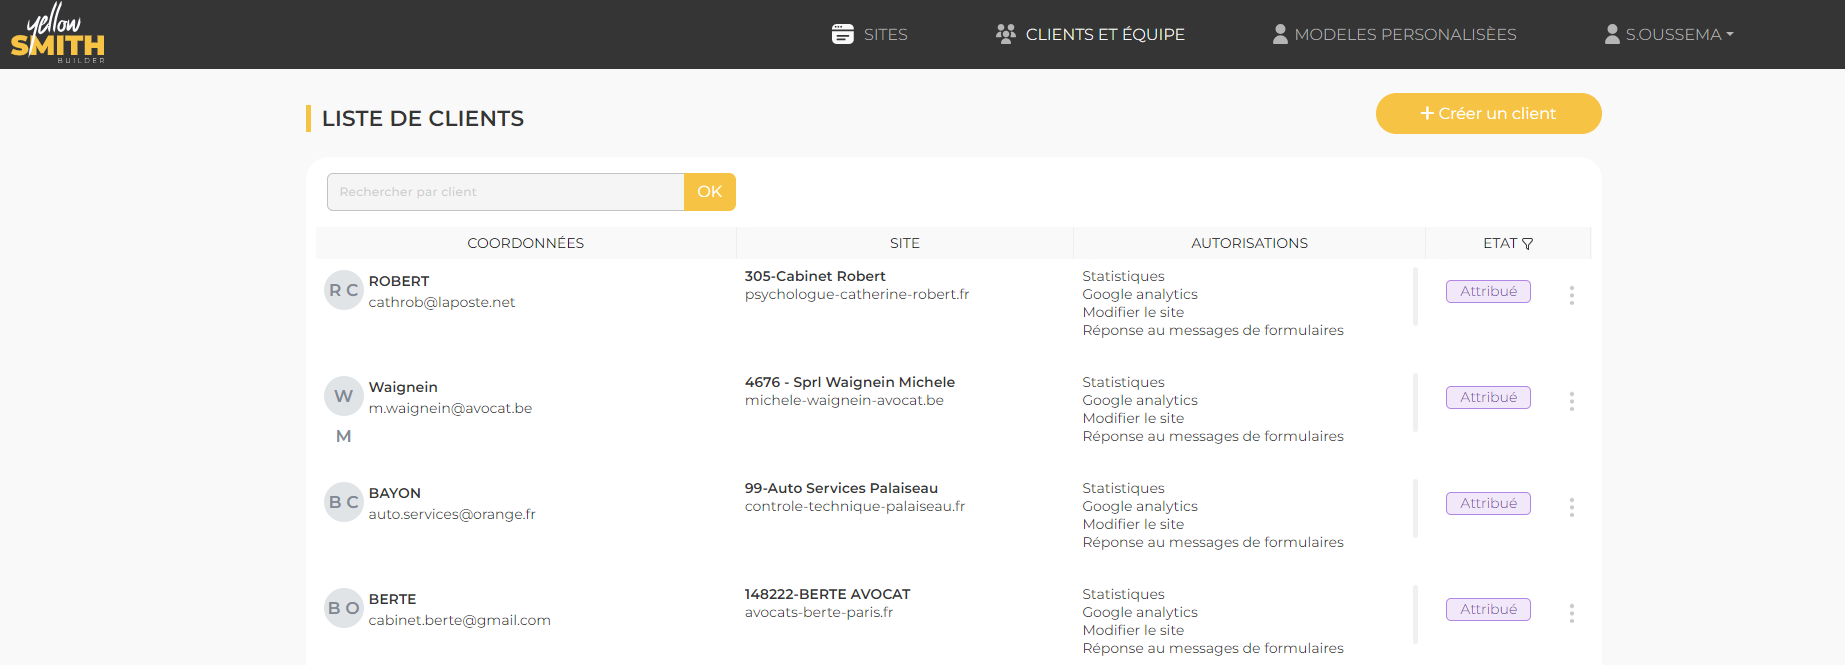 yellow
SMITH
BUILDER
SITES
CLIENTS ET ÉQUIPE
MODELES PERSONALISÈES
S.OUSSEMA
LISTE DE CLIENTS
+ Créer un client
Rechercher par client
OK
COORDONNÉES
SITE
AUTORISATIONS
ETAT
R C
ROBERT
cathrob@laposte.net
305-Cabinet Robert
psychologue-catherine-robert.fr
Statistiques
Google analytics
Modifier le site
Réponse au messages de formulaires
Attribué
W
M
Waignein
m.waignein@avocat.be
4676 - Sprl Waignein Michele
michele-waignein-avocat.be
Statistiques
Google analytics
Modifier le site
Réponse au messages de formulaires
Attribué
B C
BAYON
auto.services@orange.fr
99-Auto Services Palaiseau
controle-technique-palaiseau.fr
Statistiques
Google analytics
Modifier le site
Réponse au messages de formulaires
Attribué
B O
BERTE
cabinet.berte@gmail.com
148222-BERTE AVOCAT
avocats-berte-paris.fr
Statistiques
Google analytics
Modifier le site
Réponse au messages de formulaires
Attribué